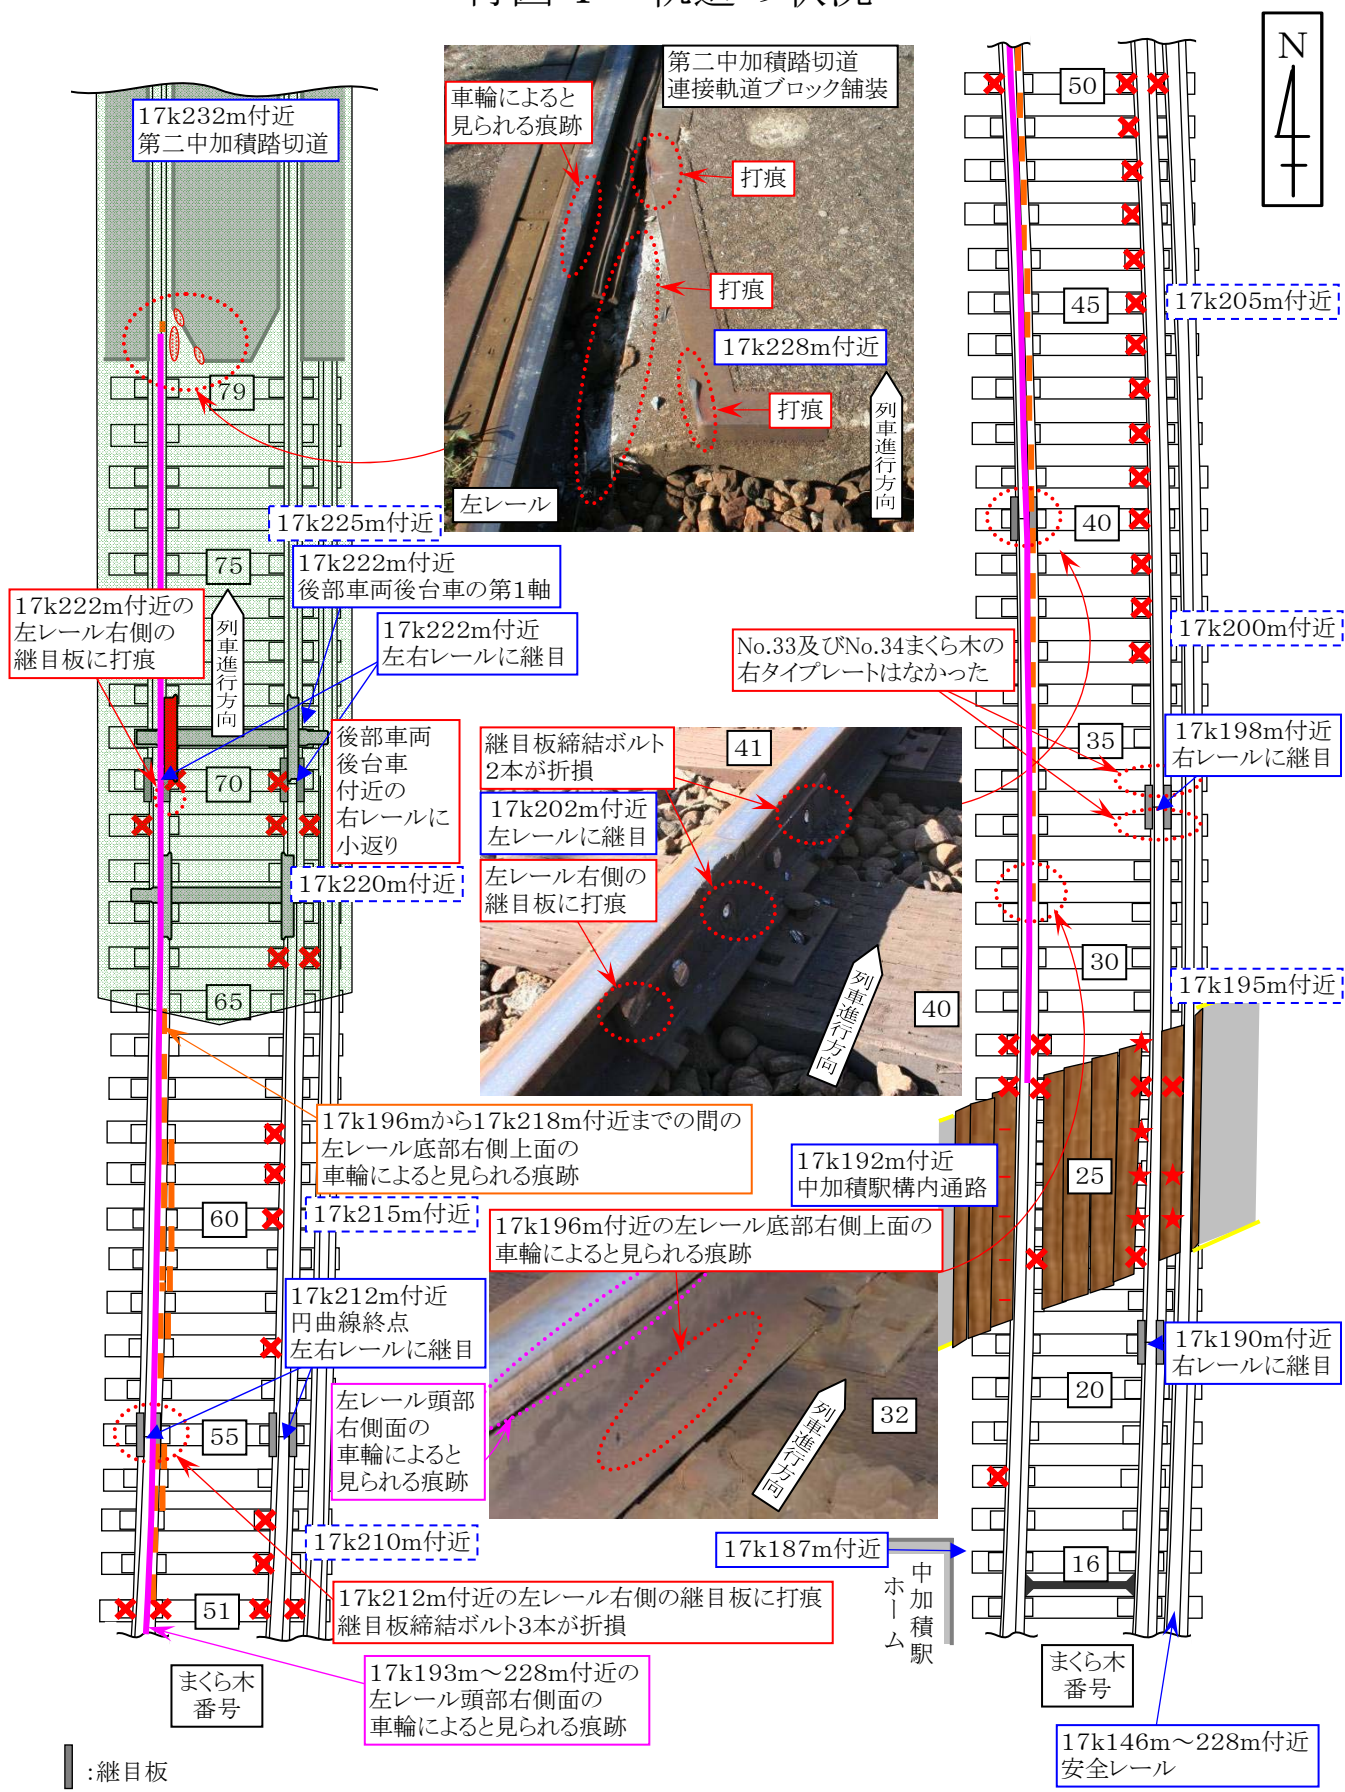 N
17k232m付近
第二中加積踏切道
車輪によると
見られる痕跡
第二中加積踏切道
連接軌道ブロック舗装
打痕
打痕
打痕
17k228m付近
列車進行方向
左レール
50
45
17k205m付近
40
17k200m付近
79
17k225m付近
75
17k222m付近
後部車両後台車の第1軸
17k222m付近の
左レール右側の
継目板に打痕
列車進行方向
17k222m付近
左右レールに継目
No.33及びNo.34まくら木の
右タイプレートはなかった
35
17k198m付近
右レールに継目
70
後部車両
後台車
付近の
右レールに
小返り
継目板締結ボルト
2本が折損
41
17k202m付近
左レールに継目
左レール右側の
継目板に打痕
列車進行方向
40
17k220m付近
65
30
17k195m付近
17k196mから17k218m付近までの間の
左レール底部右側上面の
車輪によると見られる痕跡
17k192m付近
中加積駅構内通路
25
60
17k215m付近
17k196m付近の左レール底部右側上面の
車輪によると見られる痕跡
17k212m付近
円曲線終点
左右レールに継目
17k190m付近
右レールに継目
20
左レール頭部
右側面の
車輪によると
見られる痕跡
列車進行方向
32
55
17k210m付近
17k187m付近
中加積駅
ホーム
16
51
17k212m付近の左レール右側の継目板に打痕
継目板締結ボルト3本が折損
まくら木
番号
17k193m～228m付近の
左レール頭部右側面の
車輪によると見られる痕跡
まくら木
番号
17k146m～228m付近
安全レール
:継目板